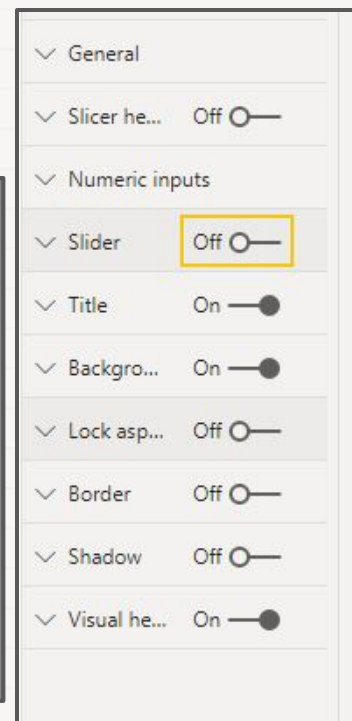 General
Slicer he... Off
Numeric inputs
Slider Off
Title On
Backgro... On
Lock asp... Off
Border Off
Shadow Off
Visual he... On